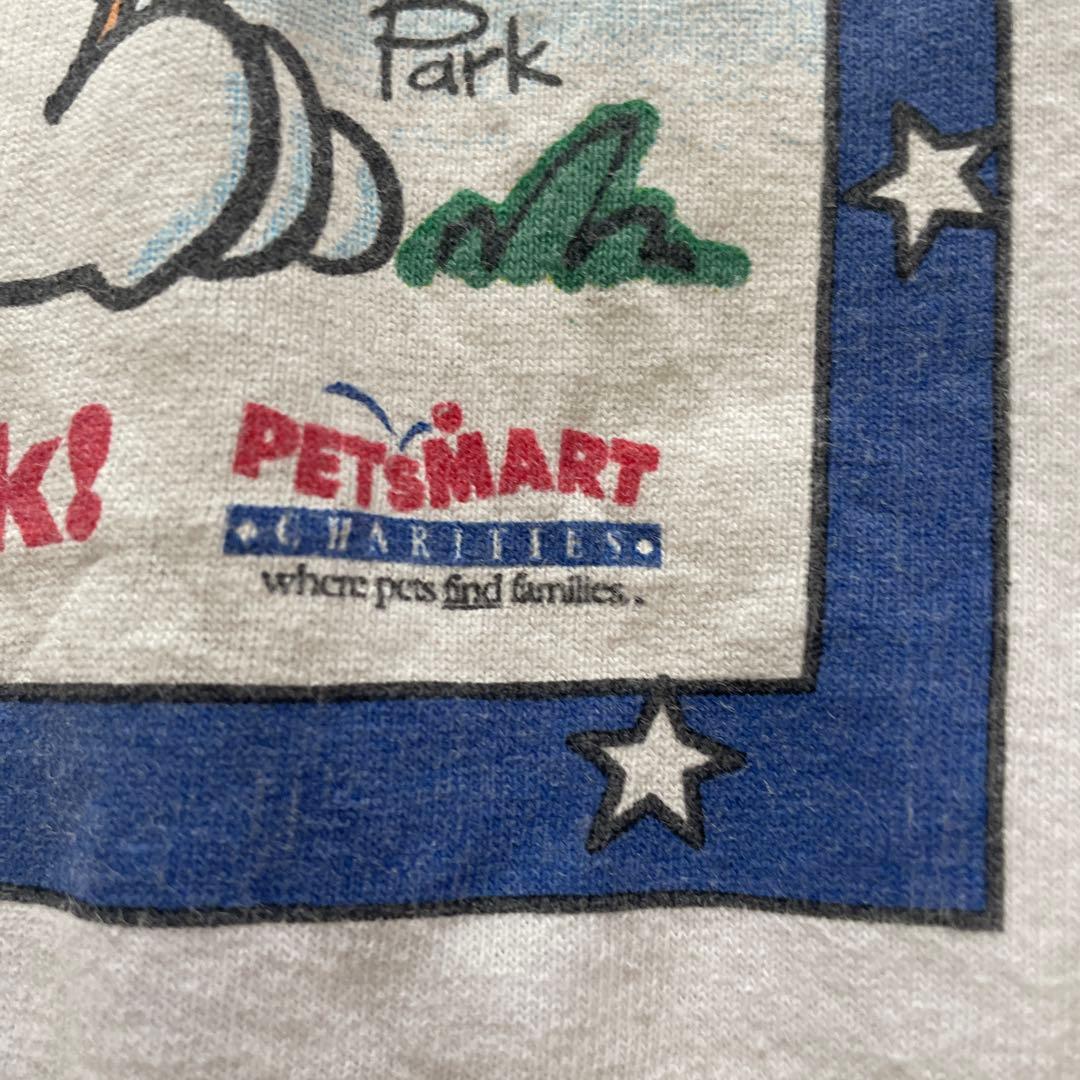 Park
k!
PETsMART
CHARITIES
where pets find families..